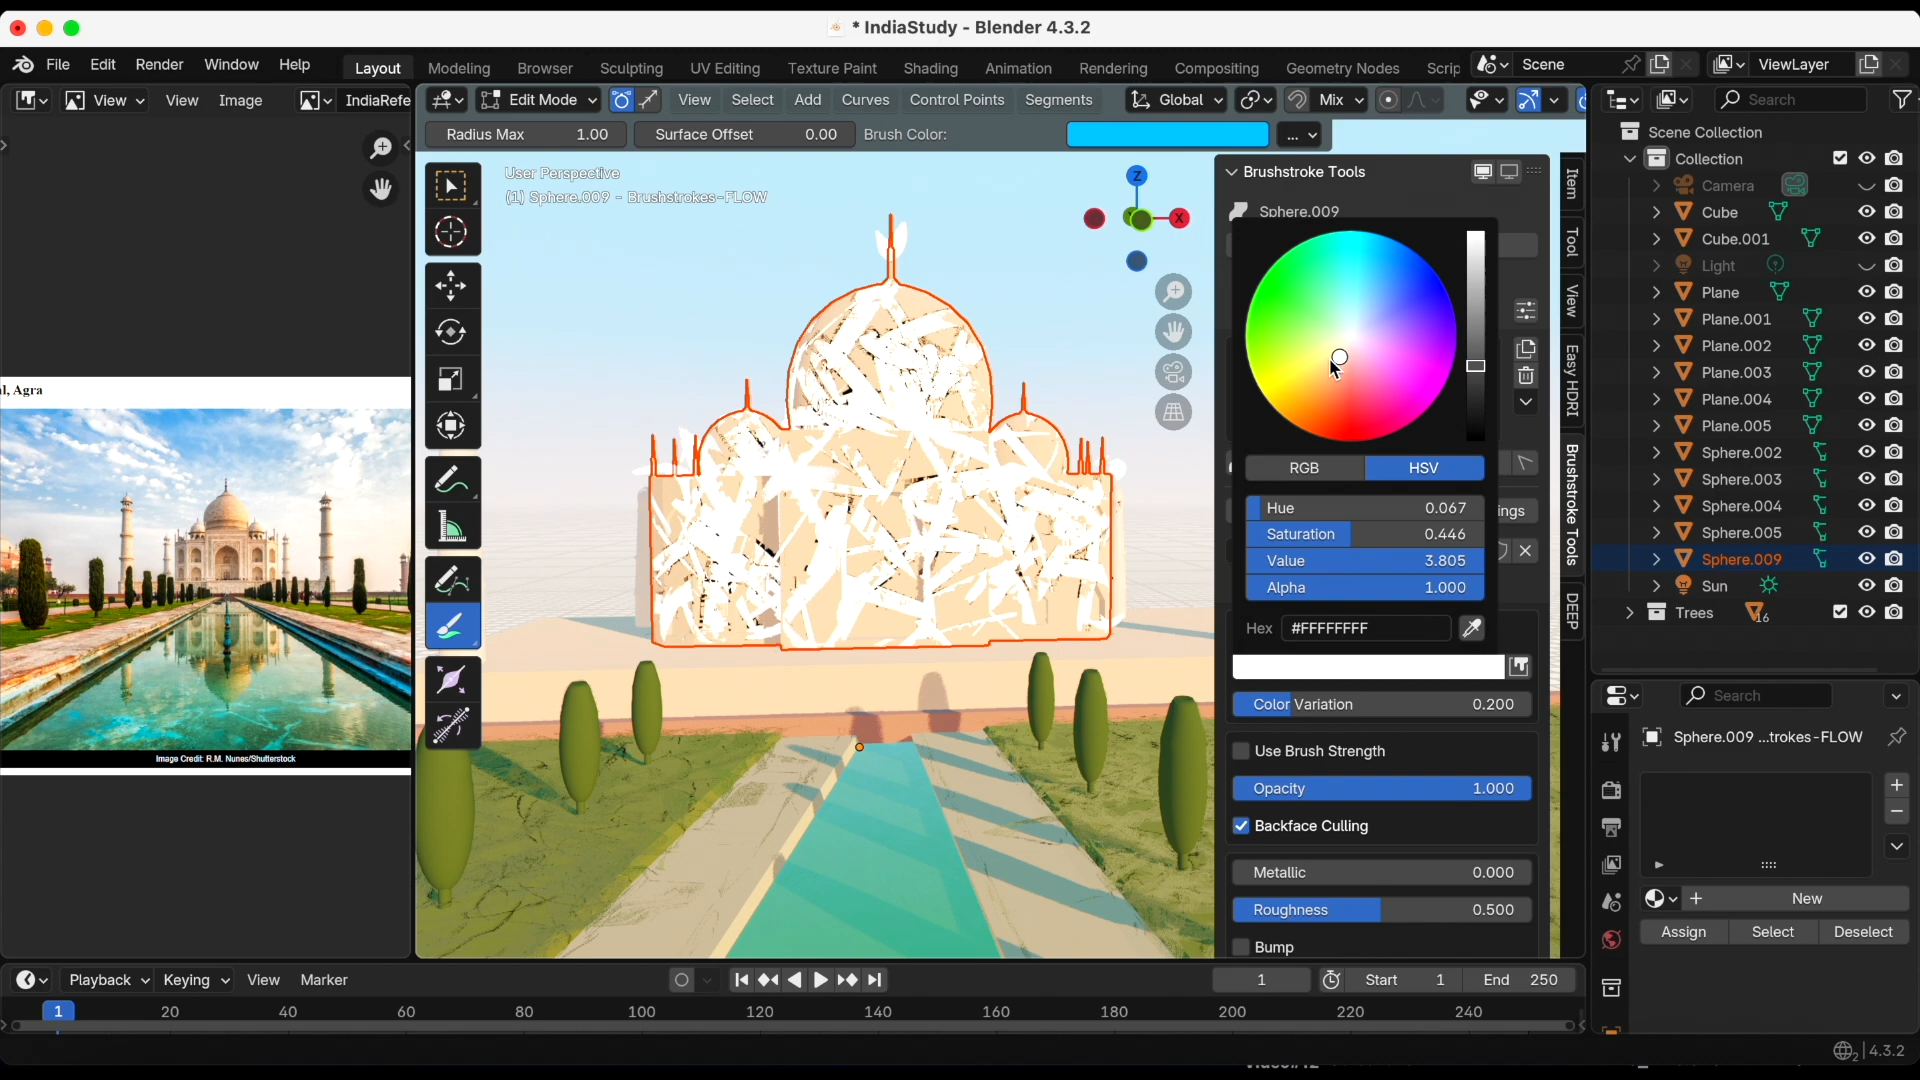 * IndiaStudy - Blender 4.3.2
File Edit Render Window Help Layout Modeling Browser Sculpting UV Editing Texture Paint Shading Animation Rendering Compositing Geometry Nodes Scrip Scene ViewLayer
View View Image IndiaRefe Edit Mode View Select Add Curves Control Points Segments Global Mix Search
Radius Max 1.00 Surface Offset 0.00 Brush Color: ...
Scene Collection
Collection
Camera
Cube
Cube.001
Light
Plane
Plane.001
Plane.002
Plane.003
Plane.004
Plane.005
Sphere.002
Sphere.003
Sphere.004
Sphere.005
Sphere.009
Sun
Trees 16
User Perspective
(1) Sphere.009 - Brushstrokes-FLOW
Z
X
Brushstroke Tools
Sphere.009
RGB HSV
Hue 0.067
Saturation 0.446
Value 3.805
Alpha 1.000
Hex #FFFFFFFF
ings
Color Variation 0.200
Use Brush Strength
Opacity 1.000
Backface Culling
Metallic 0.000
Roughness 0.500
Bump
Item
Tool
View
Easy HDRI
Brushstroke Tools
DEEP
l, Agra
Image Credit: R.M. Nunes/Shutterstock
Search
Sphere.009 ...trokes-FLOW
New
Assign Select Deselect
Playback Keying View Marker 1 Start 1 End 250
1 20 40 60 80 100 120 140 160 180 200 220 240
4.3.2